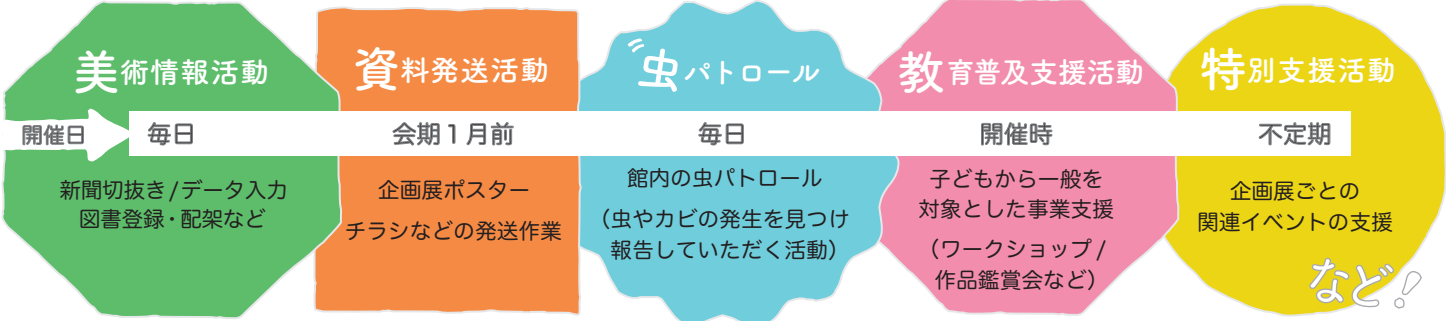 美術情報活動
資料発送活動
虫パトロール
教育普及支援活動
特別支援活動
開催日
毎日
会期1月前
毎日
開催時
不定期
新聞切抜き/データ入力
図書登録・配架など
企画展ポスター
チラシなどの発送作業
館内の虫パトロール
（虫やカビの発生を見つけ
報告していただく活動）
子どもから一般を
対象とした事業支援
（ワークショップ/
作品鑑賞会など）
企画展ごとの
関連イベントの支援
など！